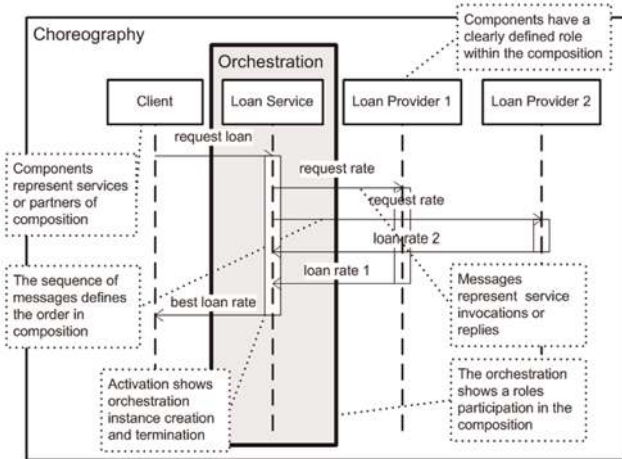 Components have a
clearly defined role
within the composition
Choreography
Orchestration
Client
Loan Service
Loan Provider 1
Loan Provider 2
request loan
request rate
request rate
Components
represent services
or partners of
composition
loan rate 2
loan rate 1
The sequence of
messages defines
the order in
composition
best loan rate
Messages
represent service
invocations or
replies
Activation shows
orchestration
instance creation
and termination
The orchestration
shows a roles
participation in the
composition